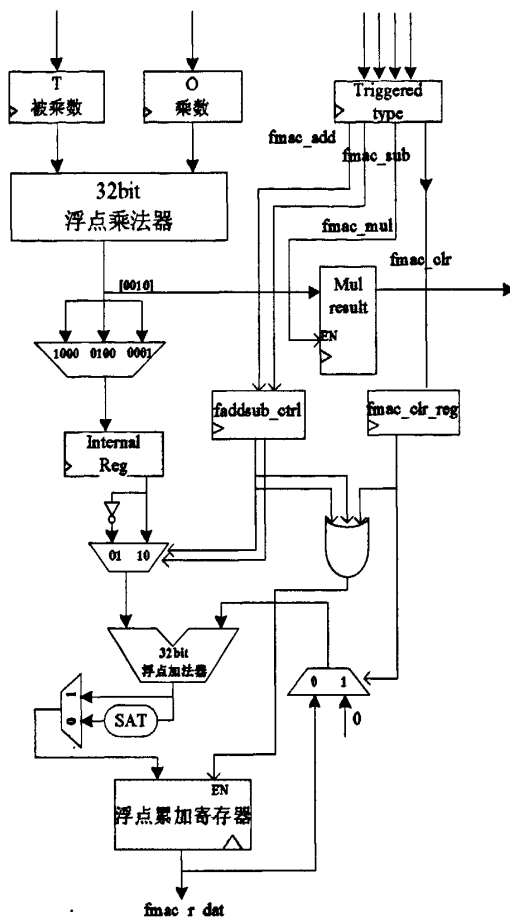 T
被乘数
O
乘数
Triggered
type
fmac_add
fmac_sub
32bit
浮点乘法器
fmac_mul
fmac_clr
[0010]
Mul
result
EN
1000 0100 0001
faddsub_ctrl
fmac_clr_reg
Internal
Reg
01 10
32bit
浮点加法器
0 1
0
1
0
SAT
EN
浮点累加寄存器
fmac_r_dat